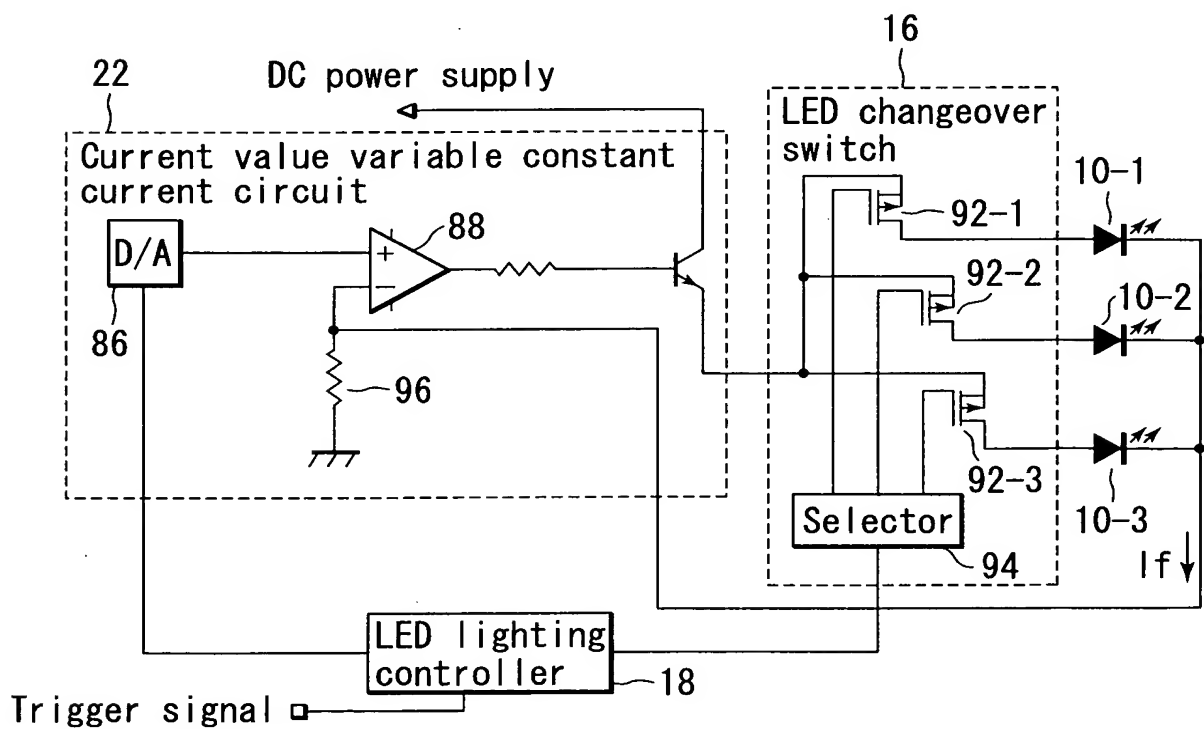 16
22
DC power supply
LED changeover
switch
Current value variable constant
current circuit
10-1
88
92-1
D/A
+
−
92-2
10-2
86
96
92-3
10-3
Selector
94
If
LED lighting
controller
18
Trigger signal